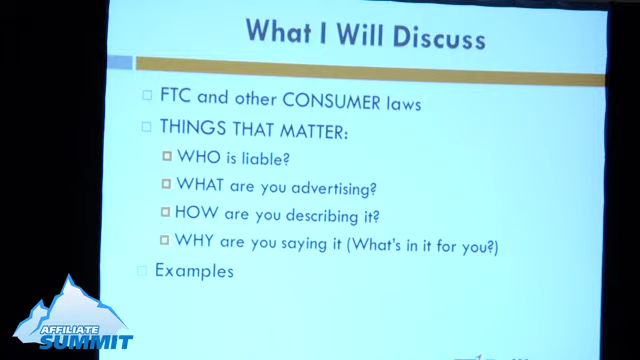 What I Will Discuss
FTC and other CONSUMER laws
THINGS THAT MATTER:
WHO is liable?
WHAT are you advertising?
HOW are you describing it?
WHY are you saying it (What's in it for you?)
Examples
AFFILIATE
SUMMIT